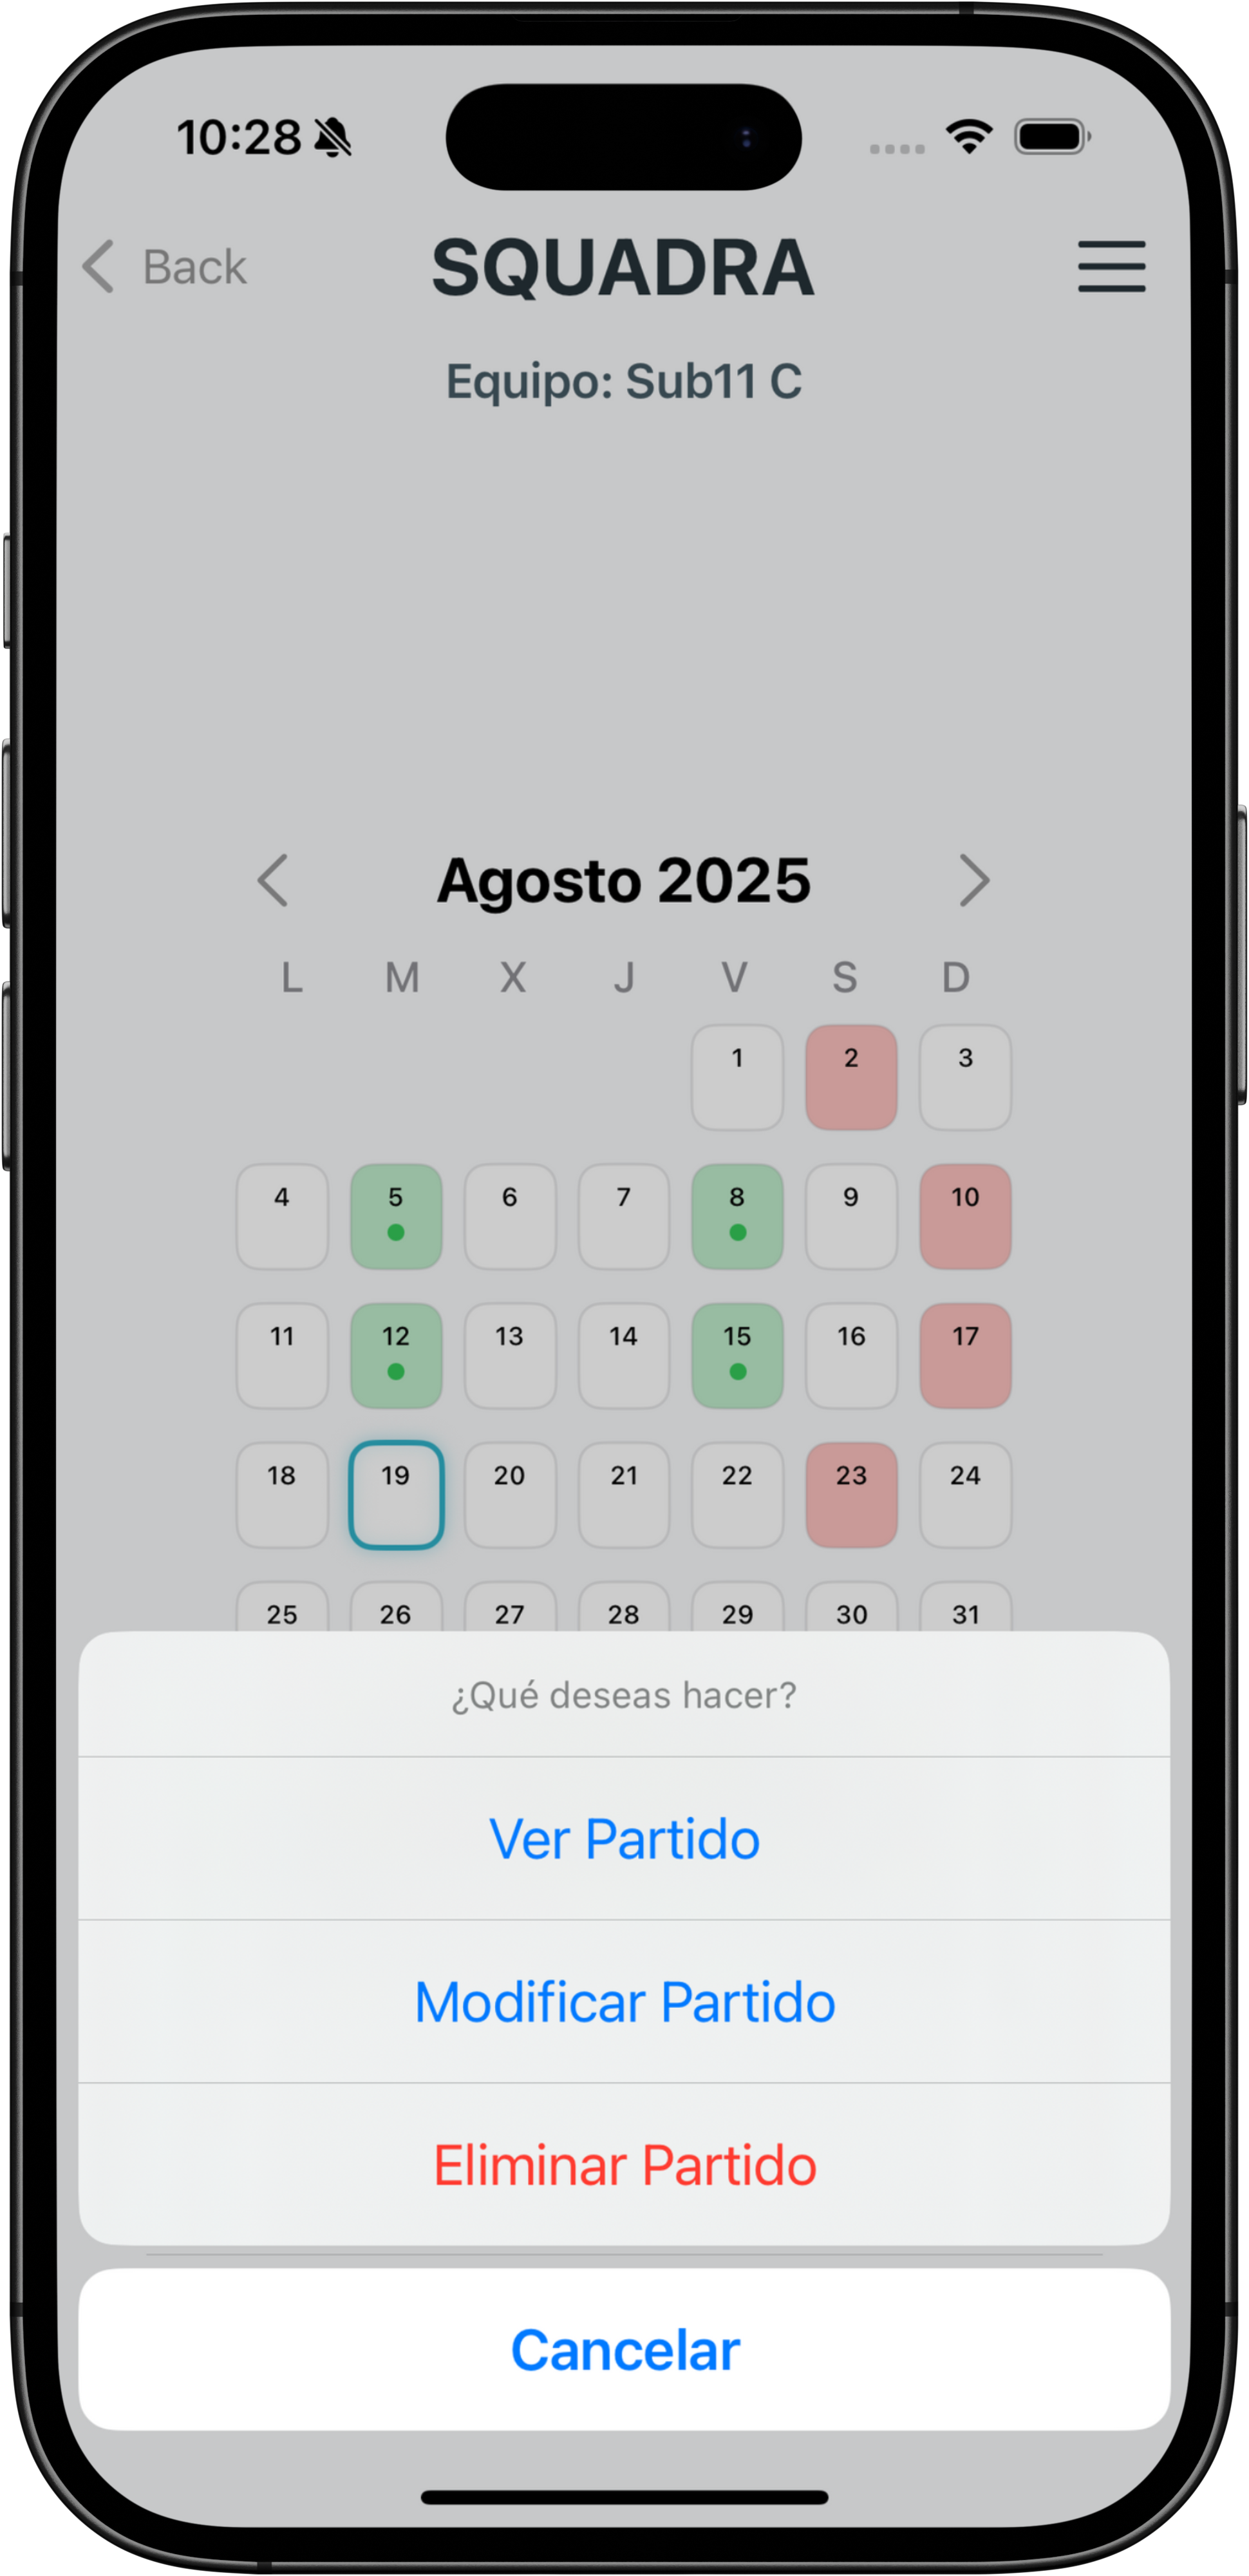 10:28
Back SQUADRA
Equipo: Sub11 C
Agosto 2025
L M X J V S D
1 2 3
4 5 6 7 8 9 10
11 12 13 14 15 16 17
18 19 20 21 22 23 24
25 26 27 28 29 30 31
¿Qué deseas hacer?
Ver Partido
Modificar Partido
Eliminar Partido
Cancelar